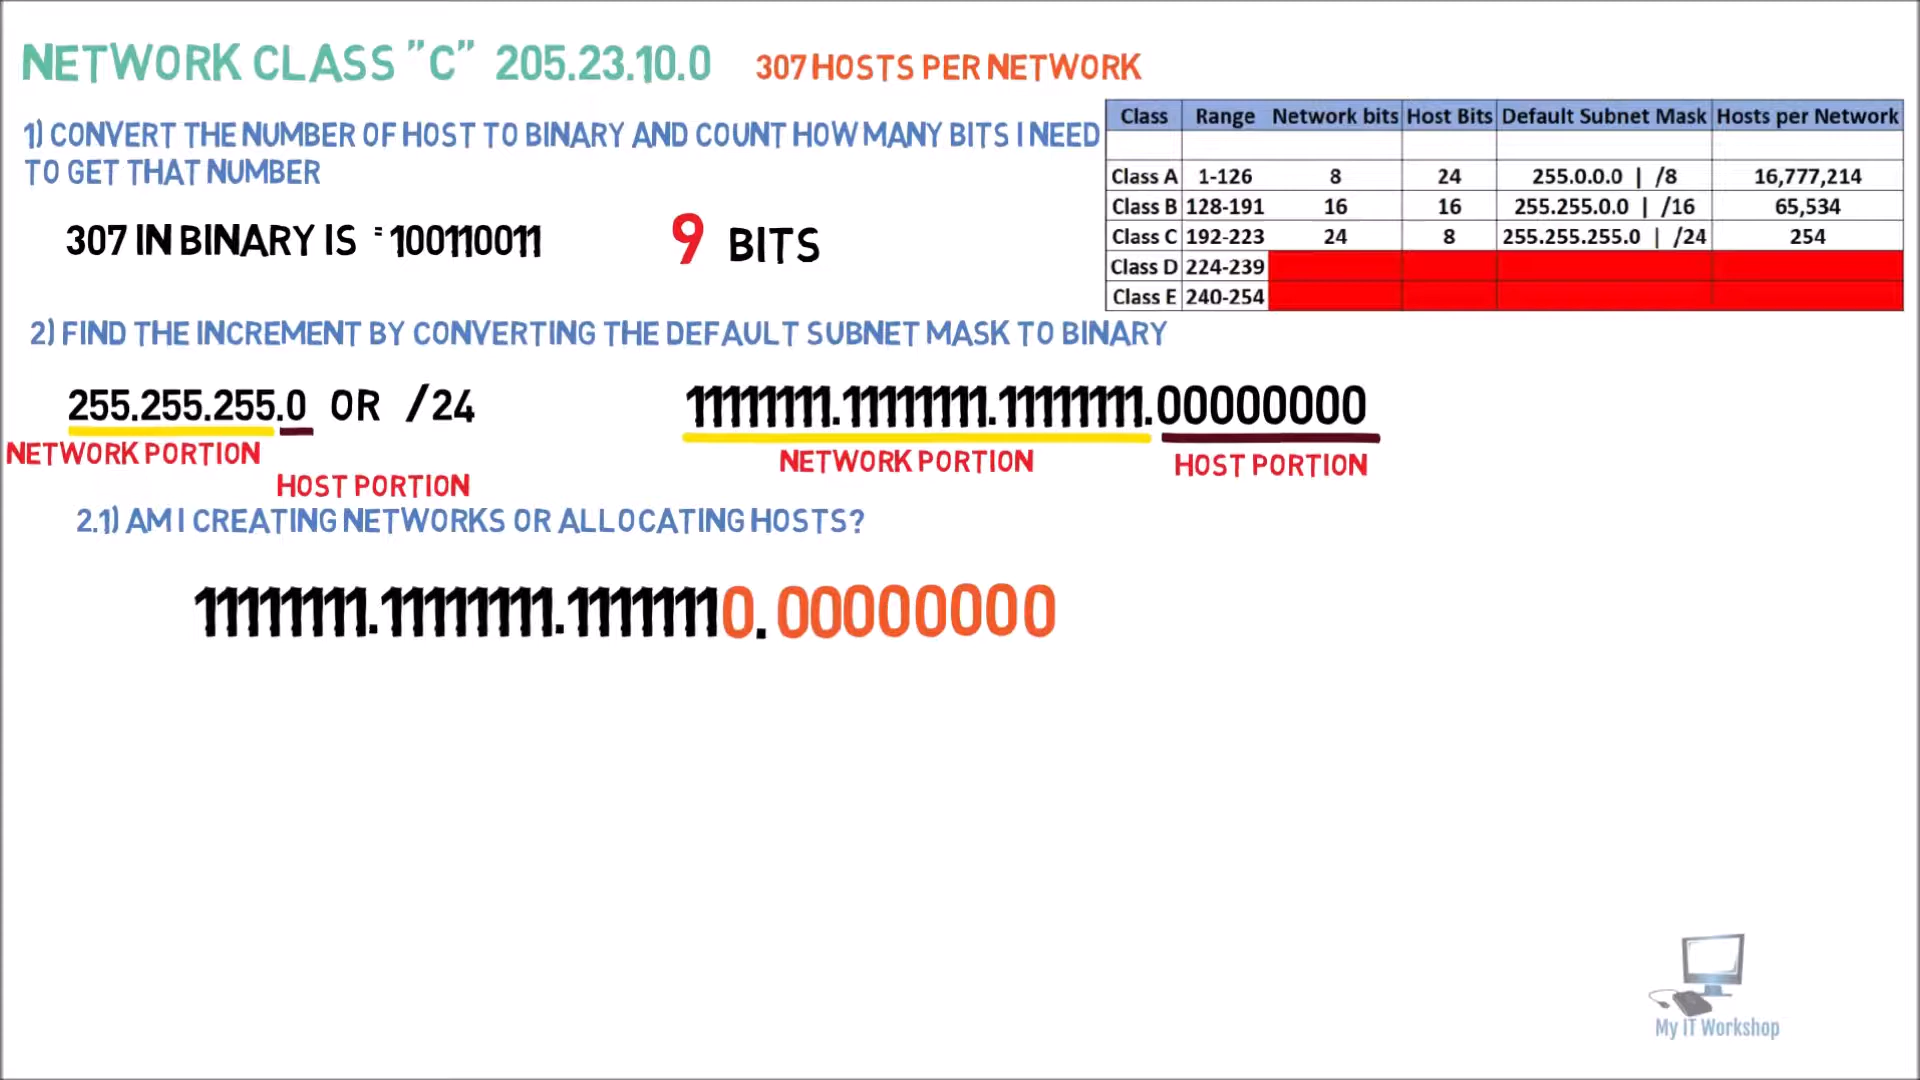 NETWORK CLASS "C" 205.23.10.0 307 HOSTS PER NETWORK
1) CONVERT THE NUMBER OF HOST TO BINARY AND COUNT HOW MANY BITS I NEED
TO GET THAT NUMBER
307 IN BINARY IS = 100110011 9 BITS
Class Range Network bits Host Bits Default Subnet Mask Hosts per Network
Class A 1-126 8 24 255.0.0.0 | /8 16,777,214
Class B 128-191 16 16 255.255.0.0 | /16 65,534
Class C 192-223 24 8 255.255.255.0 | /24 254
Class D 224-239
Class E 240-254
2) FIND THE INCREMENT BY CONVERTING THE DEFAULT SUBNET MASK TO BINARY
255.255.255.0 OR /24 11111111.11111111.11111111.00000000
NETWORK PORTION NETWORK PORTION HOST PORTION
HOST PORTION
2.1) AM I CREATING NETWORKS OR ALLOCATING HOSTS?
11111111.11111111.11111110.00000000
My IT Workshop